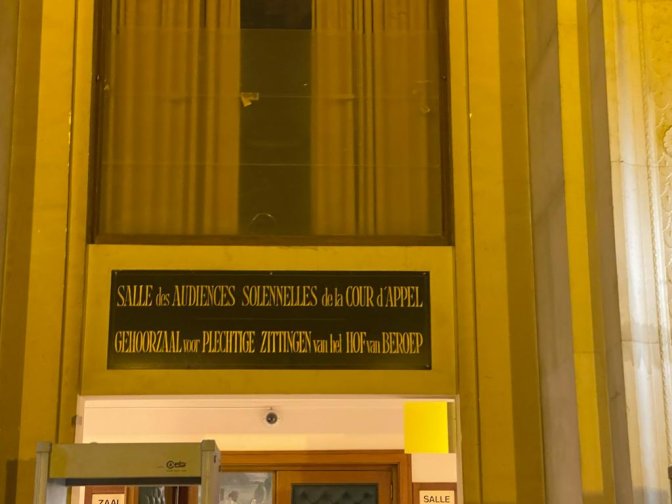 SALLE des AUDIENCES SOLENNELLES de la COUR d'APPEL
GEHOORZAAL voor PLECHTIGE ZITTINGEN van het HOF van BEROEP
ceia
ZAAL
SALLE